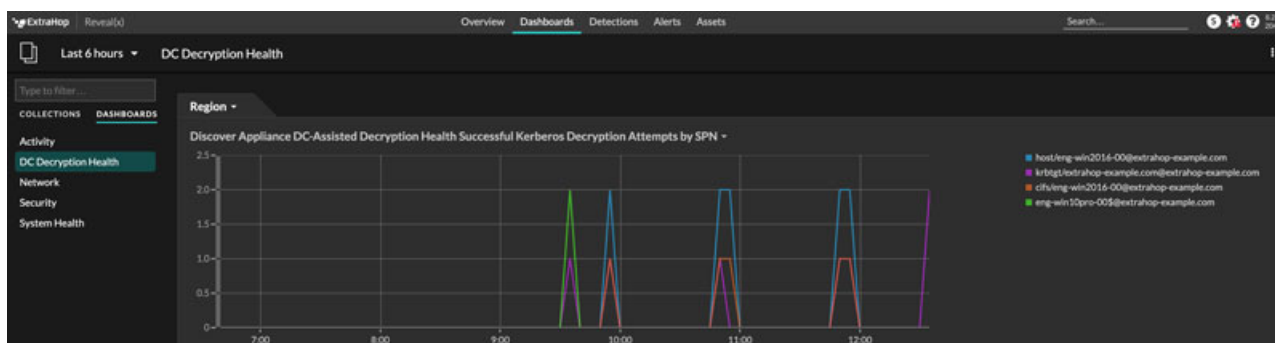 ExtraHop Reveal(x) Overview Dashboards Detections Alerts Assets Search...
Last 6 hours DC Decryption Health
Type to filter...
COLLECTIONS DASHBOARDS
Region
Activity
Discover Appliance DC-Assisted Decryption Health Successful Kerberos Decryption Attempts by SPN
DC Decryption Health
Network
Security
System Health
2.5
2.0
1.5
1.0
0.5
0
7:00 8:00 9:00 10:00 11:00 12:00
host/eng-win2016-00@extrahop-example.com
krbtgt/extrahop-example.com@extrahop-example.com
cifs/eng-win2016-00@extrahop-example.com
eng-win10pro-00$@extrahop-example.com